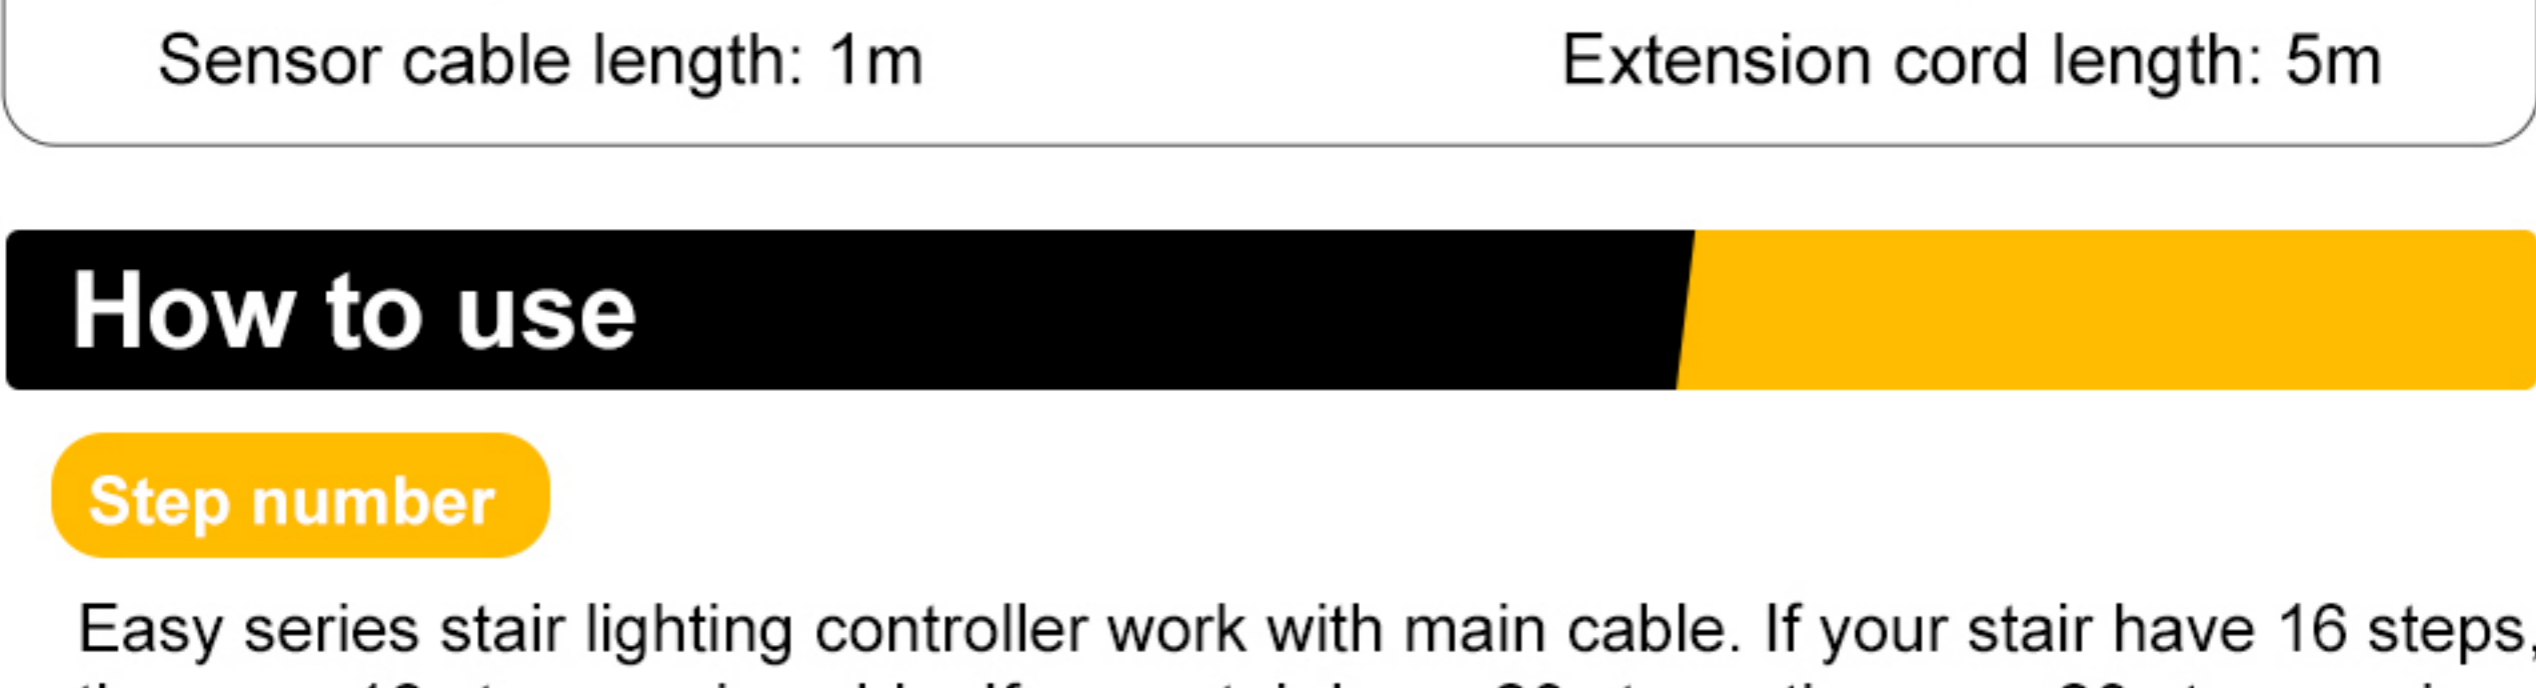 Sensor cable length: 1m
Extension cord length: 5m
How to use
Step number
Easy series stair lighting controller work with main cable. If your stair have 16 steps,